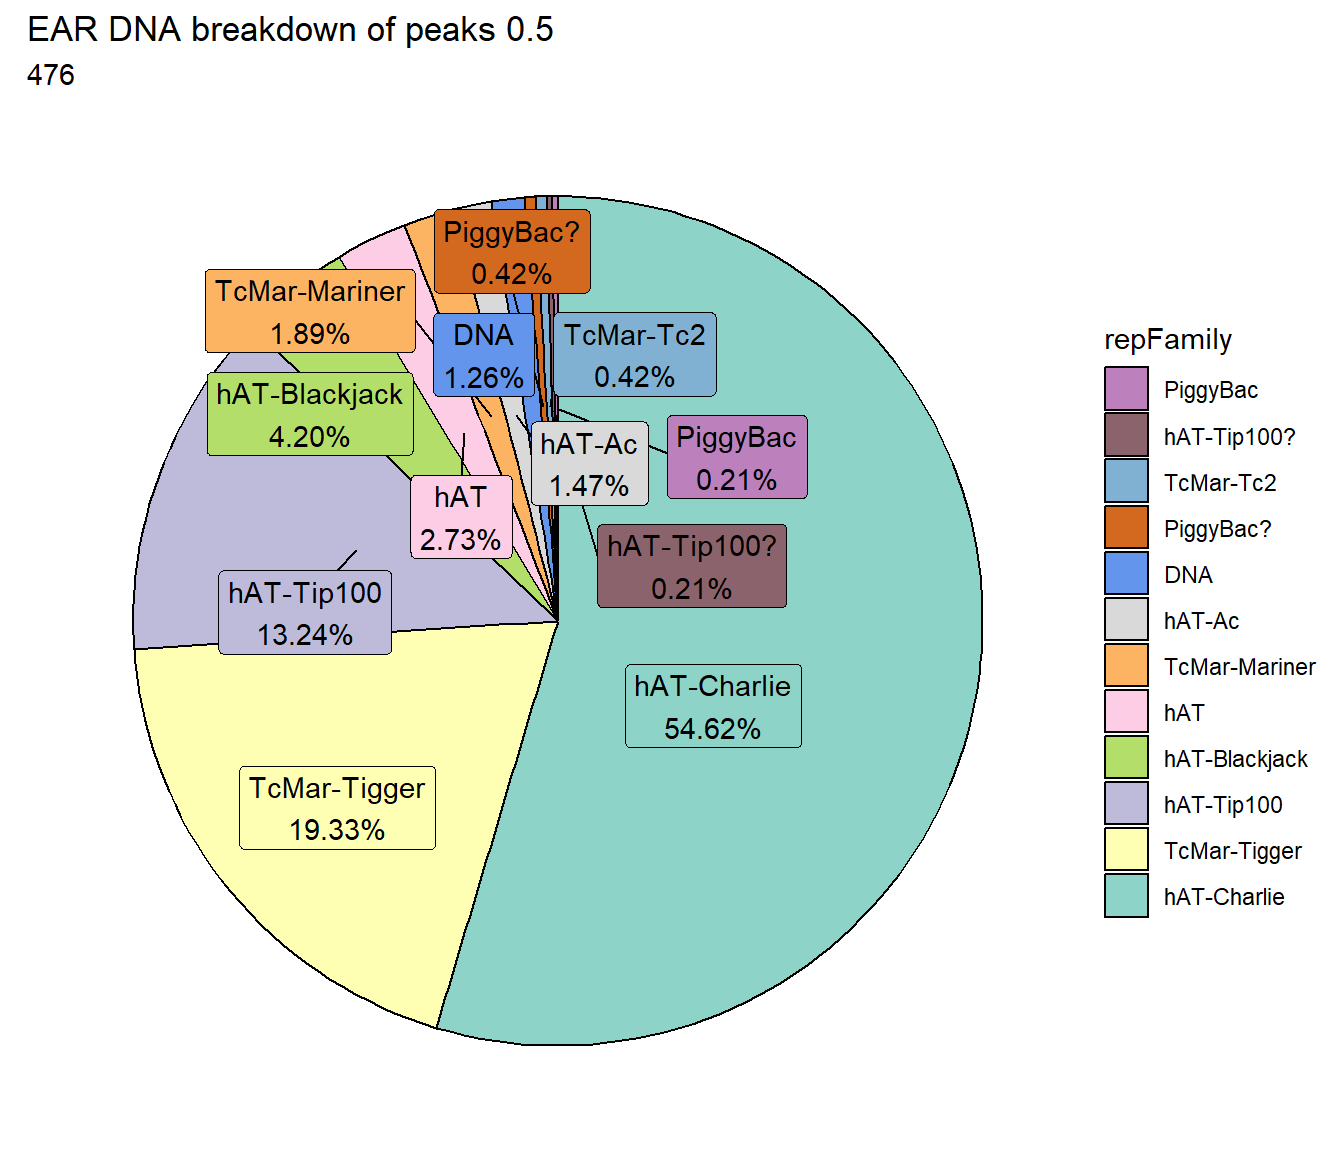 EAR DNA breakdown of peaks 0.5
476
PiggyBac?
0.42%
TcMar-Mariner
1.89%
DNA
1.26%
TcMar-Tc2
0.42%
hAT-Blackjack
4.20%
hAT-Ac
1.47%
PiggyBac
0.21%
hAT
2.73%
hAT-Tip100?
0.21%
hAT-Tip100
13.24%
hAT-Charlie
54.62%
TcMar-Tigger
19.33%
repFamily
PiggyBac
hAT-Tip100?
TcMar-Tc2
PiggyBac?
DNA
hAT-Ac
TcMar-Mariner
hAT
hAT-Blackjack
hAT-Tip100
TcMar-Tigger
hAT-Charlie